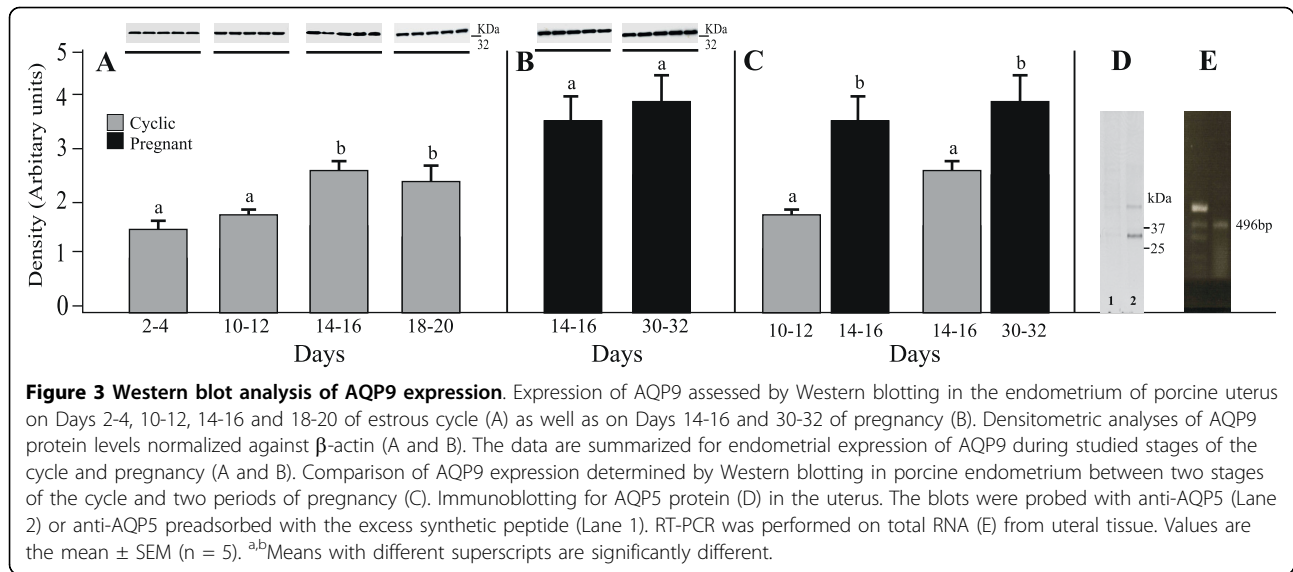 KDa
32
KDa
32
A
B
C
D
E
5
4
3
2
1
0
Density (Arbitary units)
Cyclic
Pregnant
a
a
b
b
a
a
a
b
a
b
kDa
37
25
1
2
496bp
2-4
10-12
14-16
18-20
14-16
30-32
10-12
14-16
14-16
30-32
Days
Days
Days
Figure 3 Western blot analysis of AQP9 expression. Expression of AQP9 assessed by Western blotting in the endometrium of porcine uterus
on Days 2-4, 10-12, 14-16 and 18-20 of estrous cycle (A) as well as on Days 14-16 and 30-32 of pregnancy (B). Densitometric analyses of AQP9
protein levels normalized against β-actin (A and B). The data are summarized for endometrial expression of AQP9 during studied stages of the
cycle and pregnancy (A and B). Comparison of AQP9 expression determined by Western blotting in porcine endometrium between two stages
of the cycle and two periods of pregnancy (C). Immunoblotting for AQP5 protein (D) in the uterus. The blots were probed with anti-AQP5 (Lane
2) or anti-AQP5 preadsorbed with the excess synthetic peptide (Lane 1). RT-PCR was performed on total RNA (E) from uteral tissue. Values are
the mean ± SEM (n = 5). a,bMeans with different superscripts are significantly different.